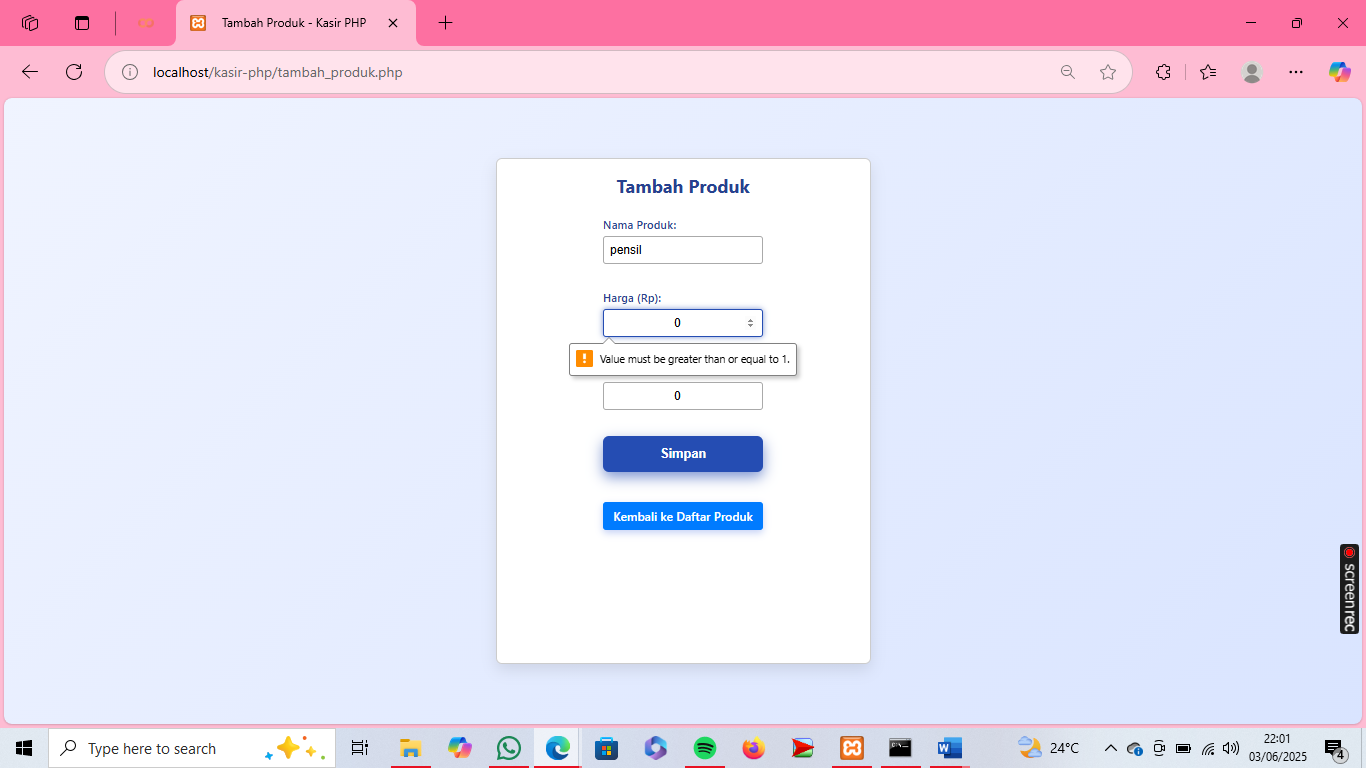 Tambah Produk - Kasir PHP
localhost/kasir-php/tambah_produk.php
Tambah Produk
Nama Produk:
pensil
Harga (Rp):
0
Value must be greater than or equal to 1.
0
Simpan
Kembali ke Daftar Produk
screenrec
Type here to search
24°C
22:01
03/06/2025
4